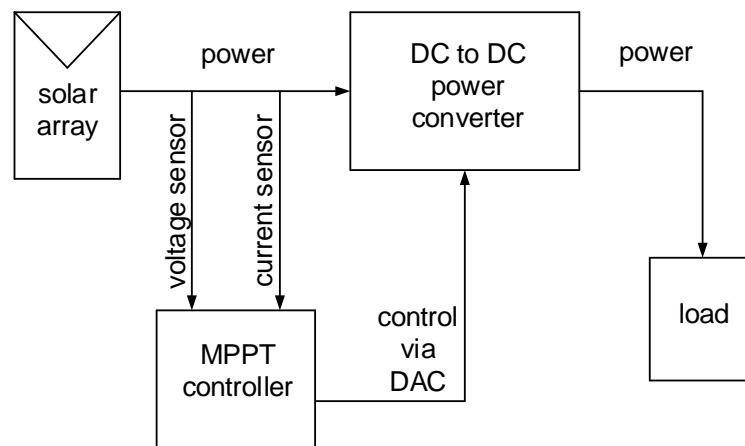 solar
array
power
DC to DC
power
converter
power
voltage sensor
current sensor
MPPT
controller
control
via
DAC
load